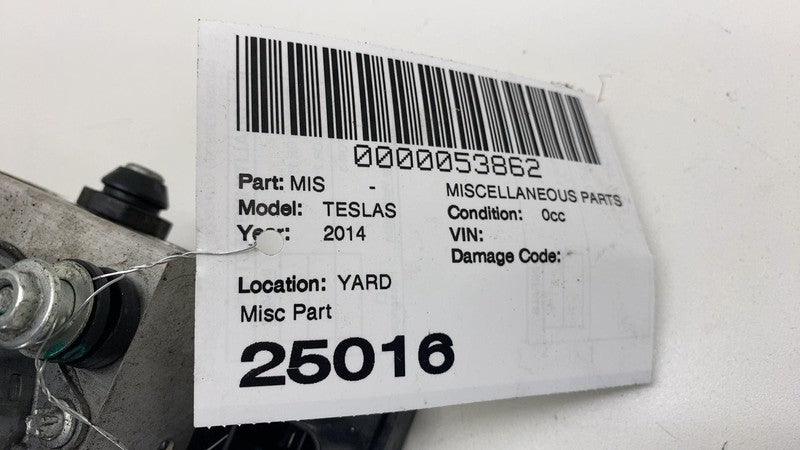 0000053862
Part: MIS - MISCELLANEOUS PARTS
Model: TESLAS Condition: 0cc
Year: 2014 VIN:
Damage Code:
Location: YARD
Misc Part
25016